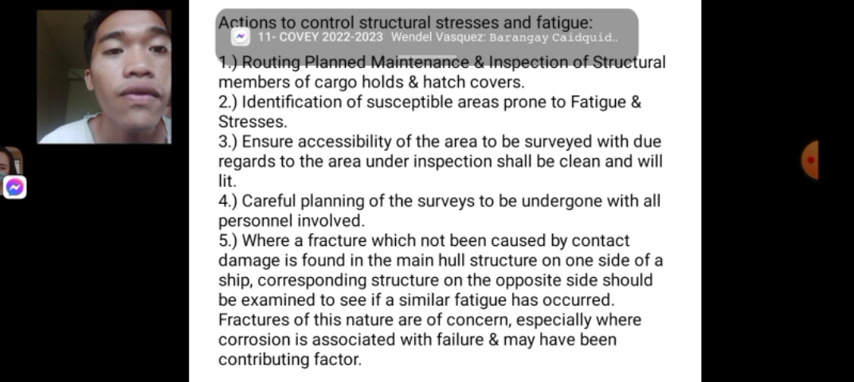 Actions to control structural stresses and fatigue:
11- COVEY 2022-2023 Wendel Vasquez: Barangay Caidquid..
1.) Routing Planned Maintenance & Inspection of Structural
members of cargo holds & hatch covers.
2.) Identification of susceptible areas prone to Fatigue &
Stresses.
3.) Ensure accessibility of the area to be surveyed with due
regards to the area under inspection shall be clean and will
lit.
4.) Careful planning of the surveys to be undergone with all
personnel involved.
5.) Where a fracture which not been caused by contact
damage is found in the main hull structure on one side of a
ship, corresponding structure on the opposite side should
be examined to see if a similar fatigue has occurred.
Fractures of this nature are of concern, especially where
corrosion is associated with failure & may have been
contributing factor.